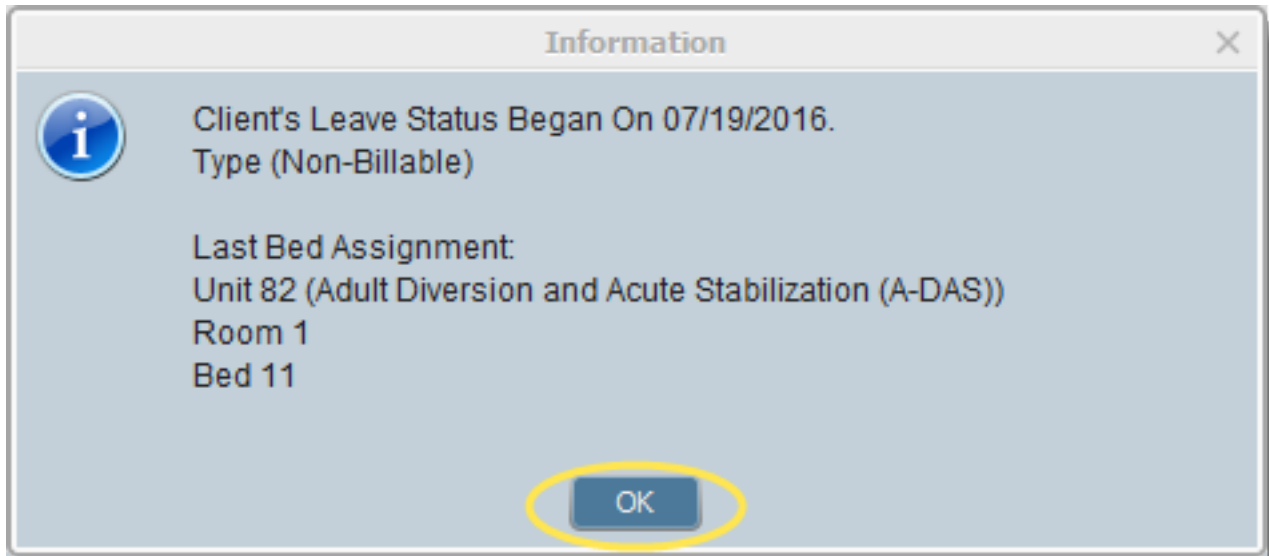 Information
Client's Leave Status Began On 07/19/2016.
Type (Non-Billable)
Last Bed Assignment:
Unit 82 (Adult Diversion and Acute Stabilization (A-DAS))
Room 1
Bed 11
OK